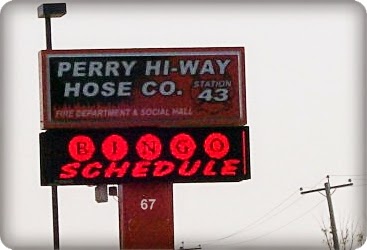 PERRY HI-WAY
HOSE CO. STATION 43
FIRE DEPARTMENT & SOCIAL HALL
BINGO
SCHEDULE
67